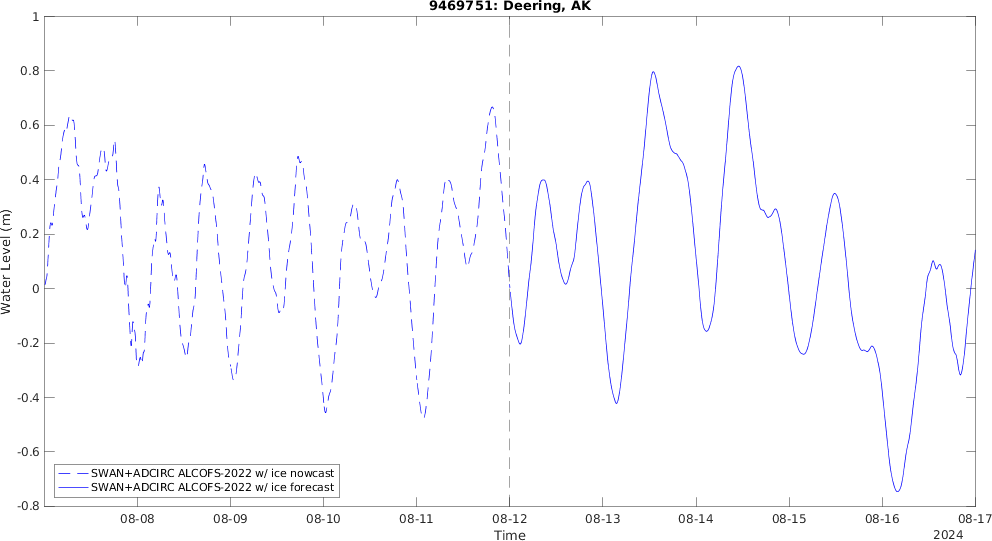 9469751: Deering, AK
1
0.8
0.6
0.4
0.2
0
-0.2
-0.4
-0.6
-0.8
Water Level (m)
SWAN+ADCIRC ALCOFS-2022 w/ ice nowcast
SWAN+ADCIRC ALCOFS-2022 w/ ice forecast
08-08 08-09 08-10 08-11 08-12 08-13 08-14 08-15 08-16 08-17
Time
2024